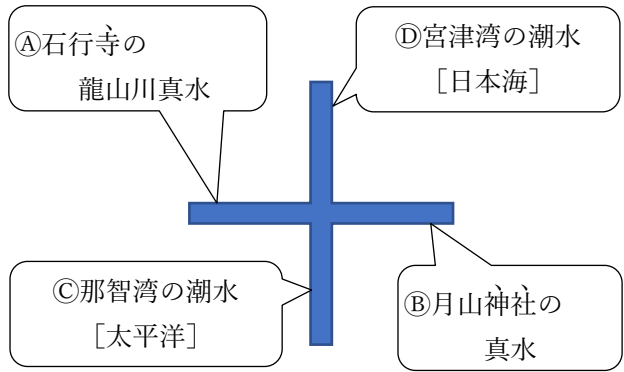 Ⓐ石行寺の
龍山川真水
Ⓓ宮津湾の潮水
［日本海］
Ⓒ那智湾の潮水
［太平洋］
Ⓑ月山神社の
真水